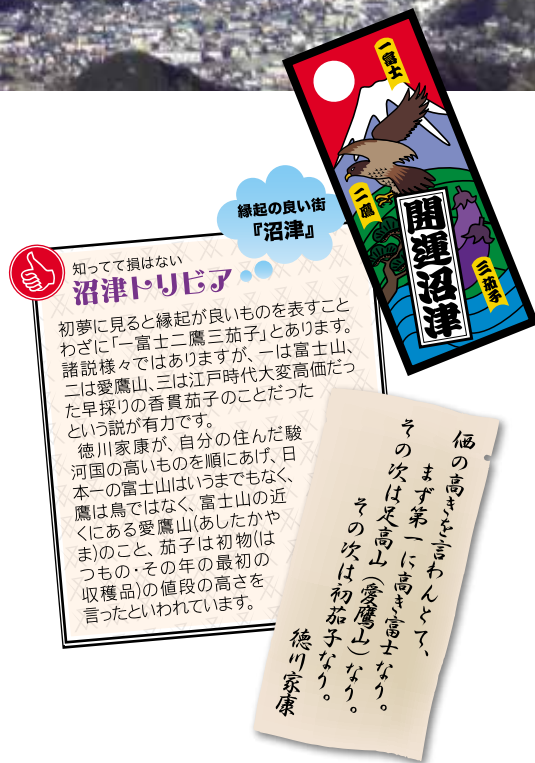 一富士
二鷹
三茄子
開運沼津
縁起の良い街
『沼津』
知ってて損はない
沼津トリビア
初夢に見ると縁起が良いものを表すこと
わざに「一富士二鷹三茄子」とあります。
諸説様々ではありますが、一は富士山、
二は愛鷹山、三は江戸時代大変高価だっ
た早採りの香貫茄子のことだった
という説が有力です。
徳川家康が、自分の住んだ駿
河国の高いものを順にあげ、日
本一の富士山はいうまでもなく、
鷹は鳥ではなく、富士山の近
くにある愛鷹山(あしたかや
ま)のこと、茄子は初物(は
つもの・その年の最初の
収穫品)の値段の高さを
言ったといわれています。
価の高きを言わんとて、
まず第一に高き富士なり。
その次は足高山(愛鷹山)なり。
その次は初茄子なり。
徳川家康